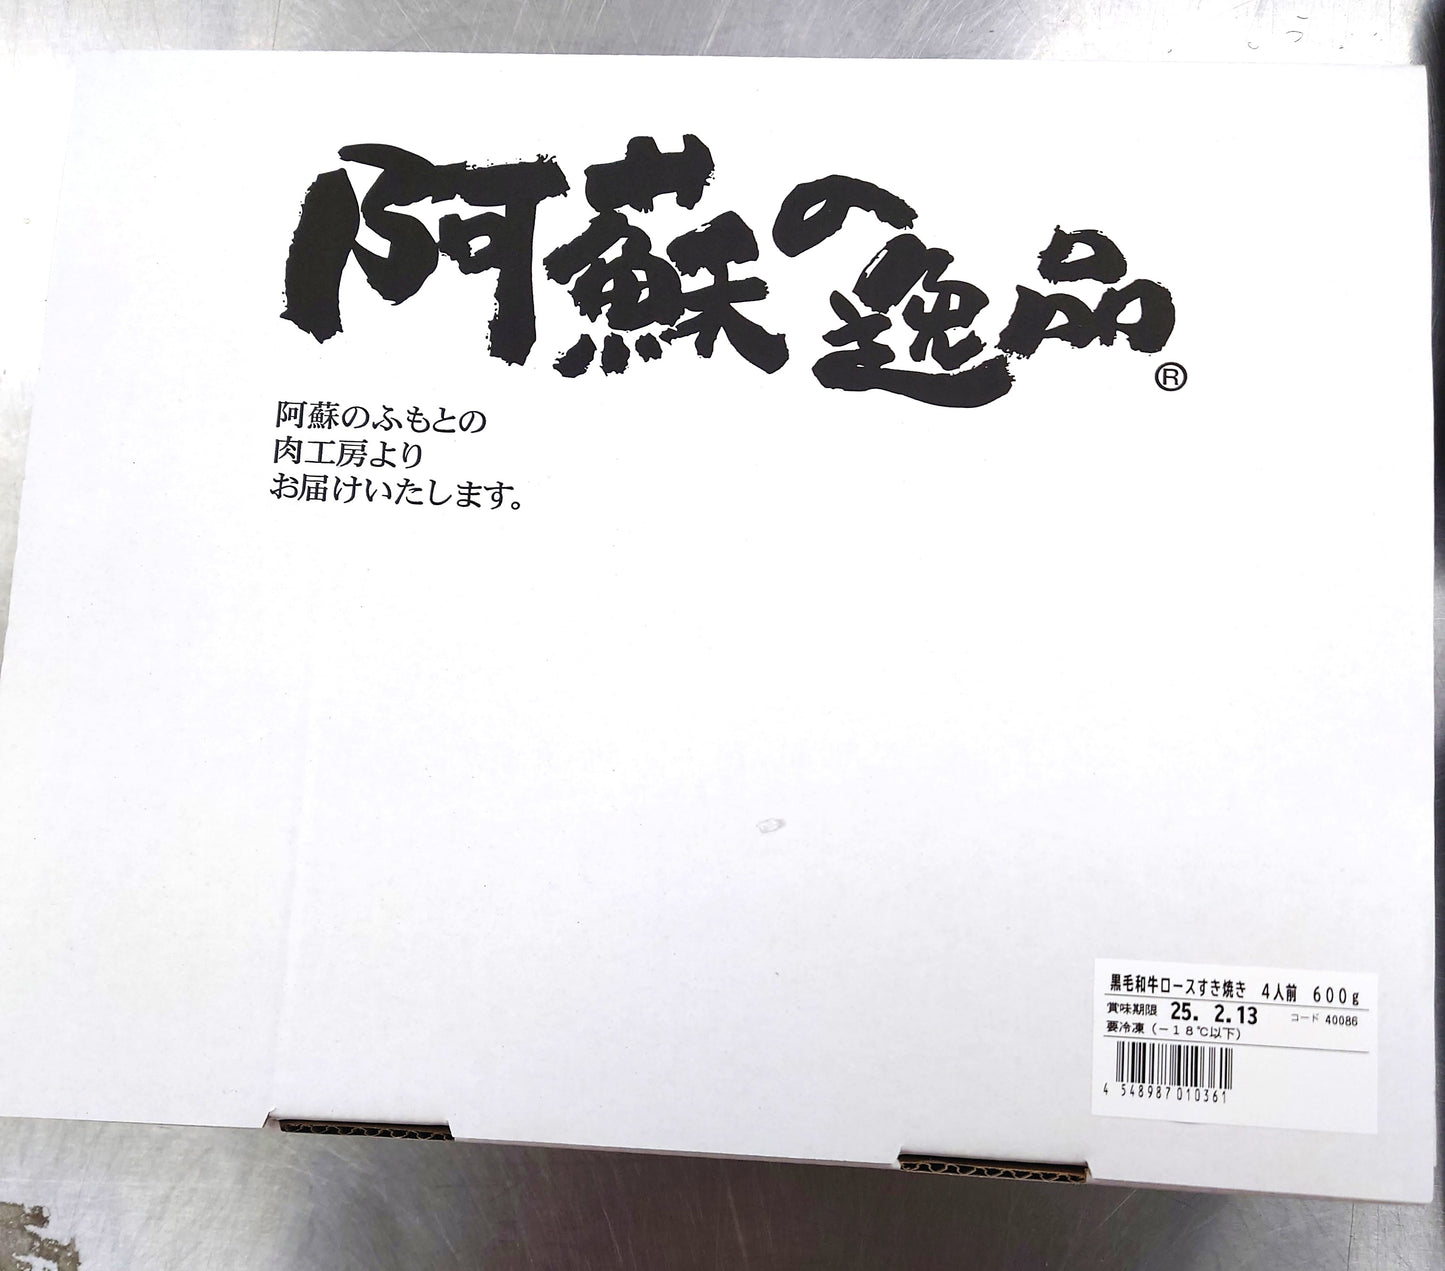 阿蘇の逸品®
阿蘇のふもとの
肉工房より
お届けいたします。
黒毛和牛ロースすき焼き 4人前 600g
賞味期限 25. 2.13 コード 40086
要冷凍(-18℃以下)
4 548987 010361